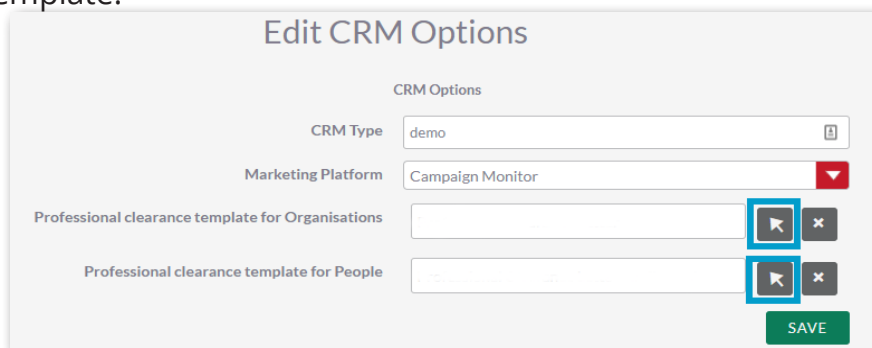 Edit CRM Options
CRM Options
CRM Type demo
Marketing Platform Campaign Monitor
Professional clearance template for Organisations
Professional clearance template for People
SAVE